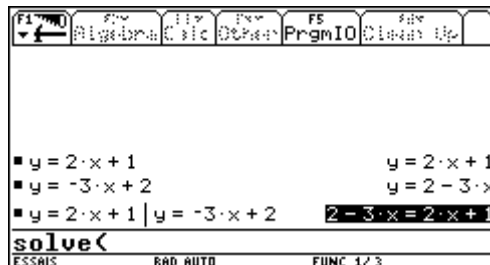 F1 Algebra Calc Other F5 PrgmIO Clean Up
▪ y = 2·x + 1 y = 2·x + 1
▪ y = -3·x + 2 y = 2 - 3·x
▪ y = 2·x + 1 | y = -3·x + 2 2 - 3·x = 2·x + 1
solve(
ESSAIS RAD AUTO FUNC 1/3